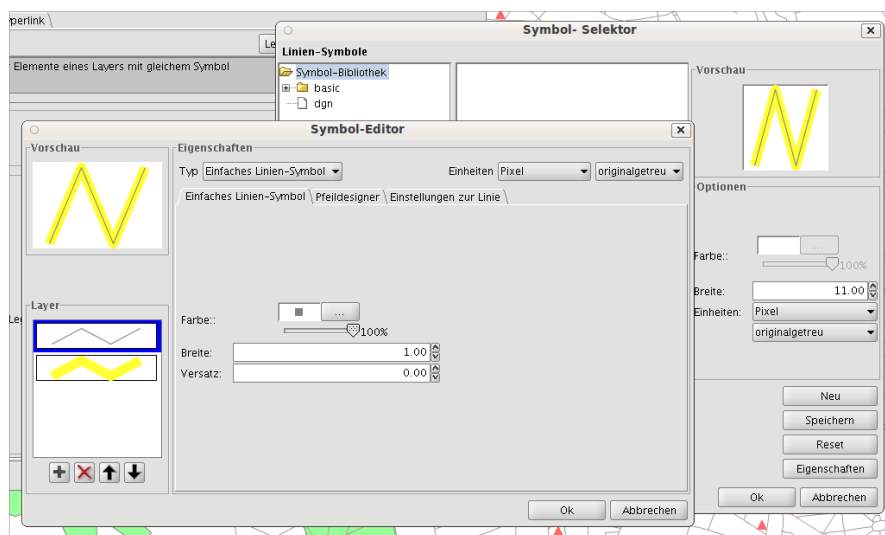 perlink
Le
Elemente eines Layers mit gleichem Symbol
Symbol- Selektor
Linien-Symbole
Symbol-Bibliothek
basic
dgn
Vorschau
Optionen
Farbe::
...
100%
Breite:
11.00
Einheiten:
Pixel
originalgetreu
Neu
Speichern
Reset
Eigenschaften
Ok
Abbrechen
Symbol-Editor
Vorschau
Layer
Eigenschaften
Typ Einfaches Linien-Symbol
Einheiten Pixel originalgetreu
Einfaches Linien-Symbol Pfeildesigner Einstellungen zur Linie
Farbe::
...
100%
Breite: 1.00
Versatz: 0.00
Ok Abbrechen